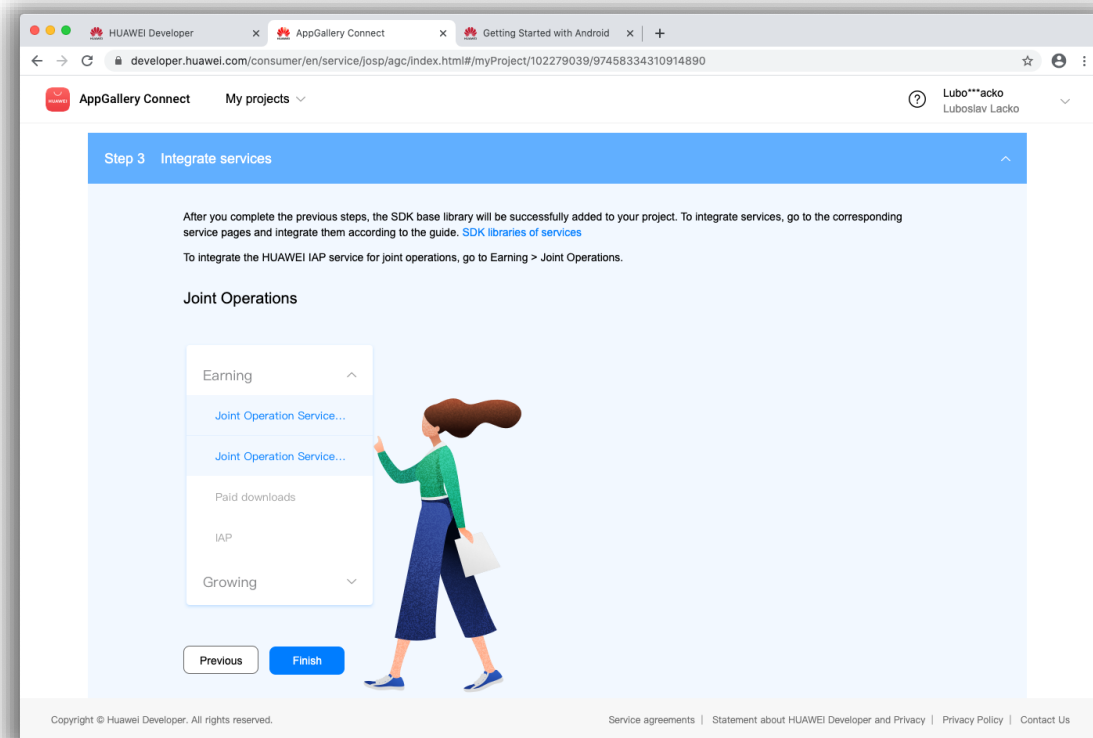 HUAWEI Developer
AppGallery Connect
Getting Started with Android
developer.huawei.com/consumer/en/service/josp/agc/index.html#/myProject/102279039/97458334310914890
HUAWEI
AppGallery Connect
My projects
Lubo***acko
Luboslav Lacko
Step 3 Integrate services
After you complete the previous steps, the SDK base library will be successfully added to your project. To integrate services, go to the corresponding
service pages and integrate them according to the guide. SDK libraries of services
To integrate the HUAWEI IAP service for joint operations, go to Earning > Joint Operations.
Joint Operations
Earning
Joint Operation Service...
Joint Operation Service...
Paid downloads
IAP
Growing
Previous
Finish
Copyright © Huawei Developer. All rights reserved.
Service agreements | Statement about HUAWEI Developer and Privacy | Privacy Policy | Contact Us